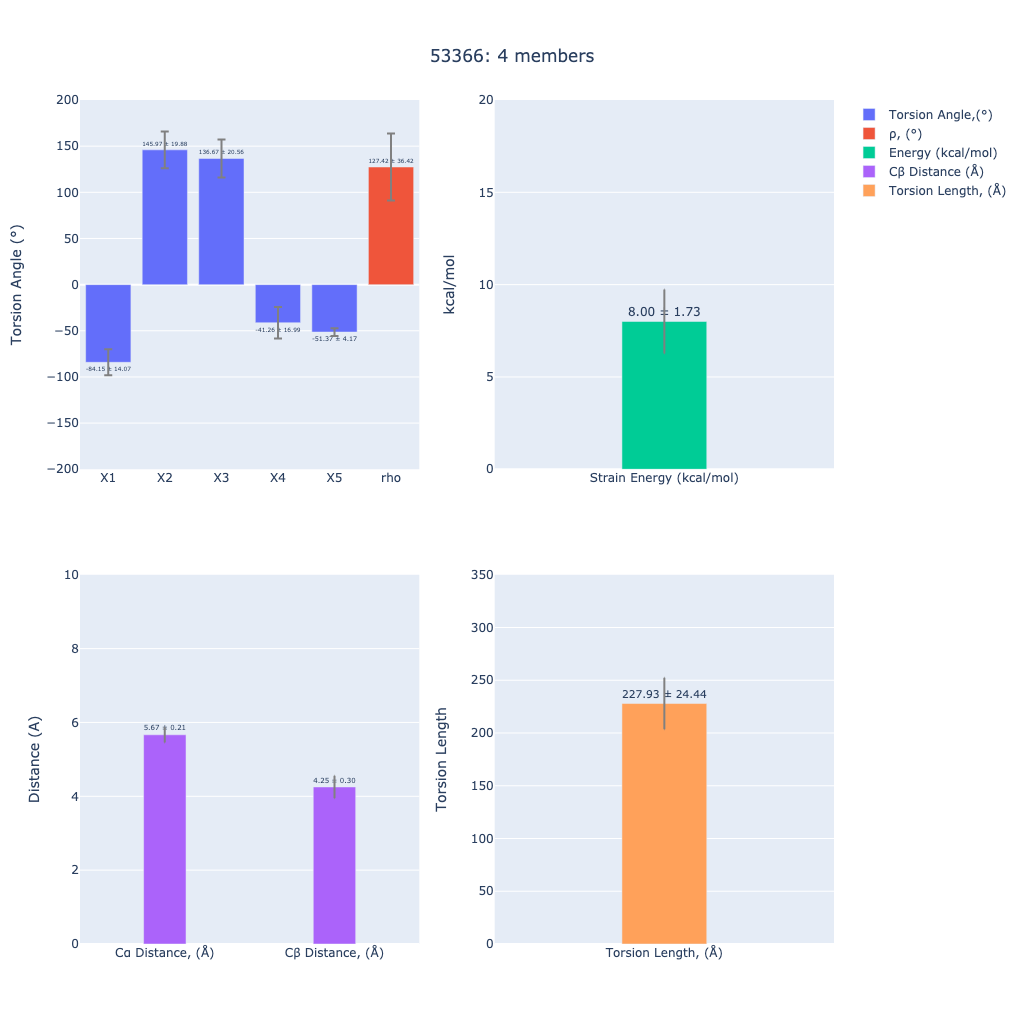 53366: 4 members
Torsion Angle (°)
200
150
100
50
0
−50
−100
−150
−200
145.97 ± 19.88
136.67 ± 20.56
127.42 ± 36.42
-41.26 ± 16.99
-51.37 ± 4.17
-84.15 ± 14.07
X1 X2 X3 X4 X5 rho
kcal/mol
20
15
10
5
0
8.00 ± 1.73
Strain Energy (kcal/mol)
Torsion Angle,(°)
ρ, (°)
Energy (kcal/mol)
Cβ Distance (Å)
Torsion Length, (Å)
Distance (A)
10
8
6
4
2
0
5.67 ± 0.21
4.25 ± 0.30
Cα Distance, (Å) Cβ Distance, (Å)
Torsion Length
350
300
250
200
150
100
50
0
227.93 ± 24.44
Torsion Length, (Å)